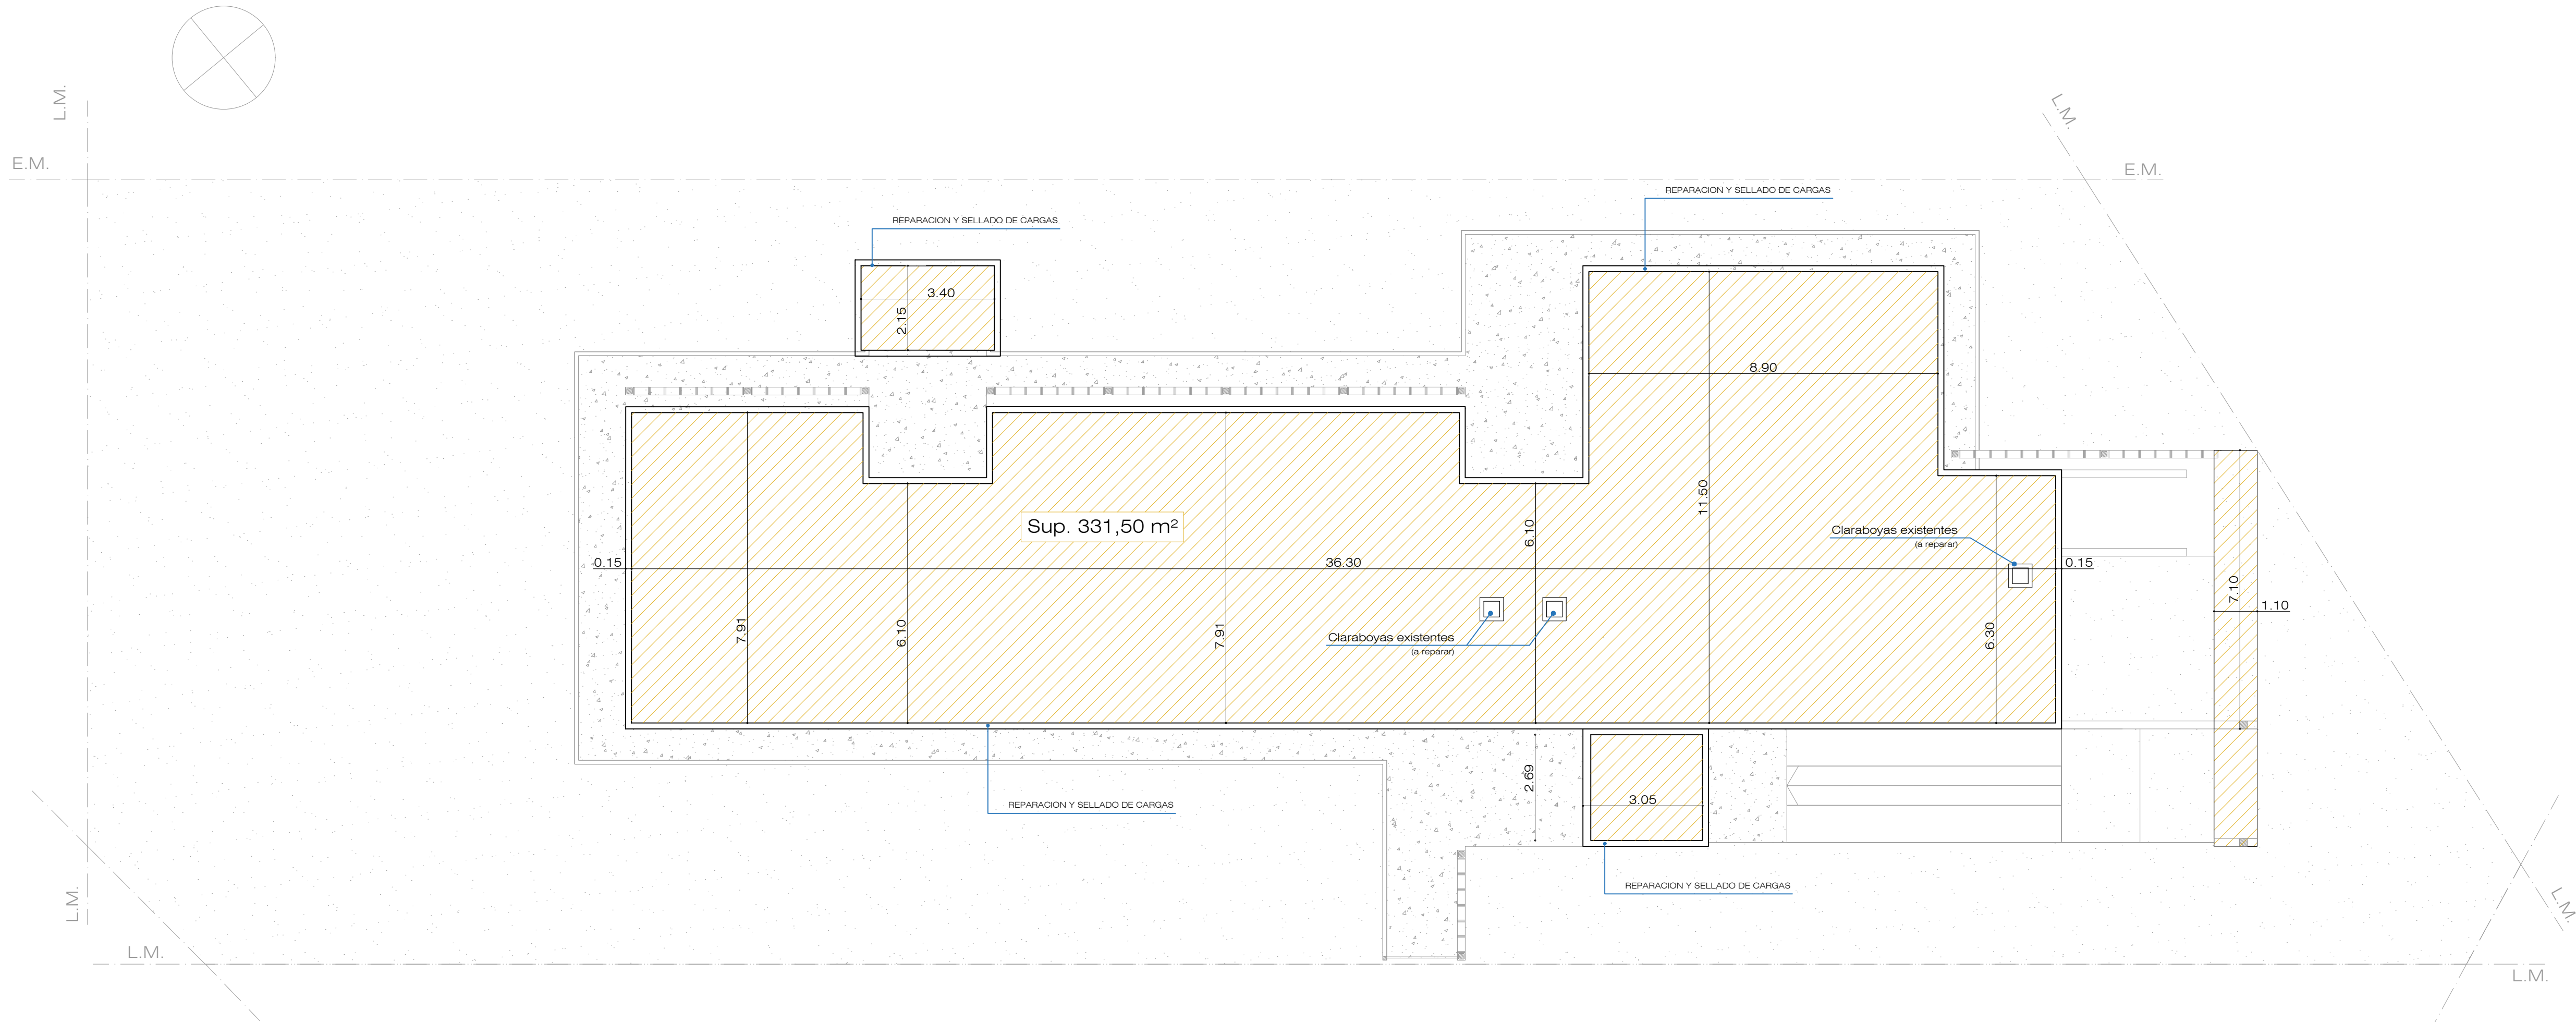 L.M.
L.M.
E.M.
E.M.
REPARACION Y SELLADO DE CARGAS
REPARACION Y SELLADO DE CARGAS
3.40
2.15
8.90
11.50
Sup. 331,50 m²
6.10
Claraboyas existentes
(a reparar)
0.15
36.30
0.15
7.10
1.10
7.91
6.10
7.91
6.30
Claraboyas existentes
(a reparar)
2.69
3.05
REPARACION Y SELLADO DE CARGAS
REPARACION Y SELLADO DE CARGAS
L.M.
L.M.
L.M.
L.M.